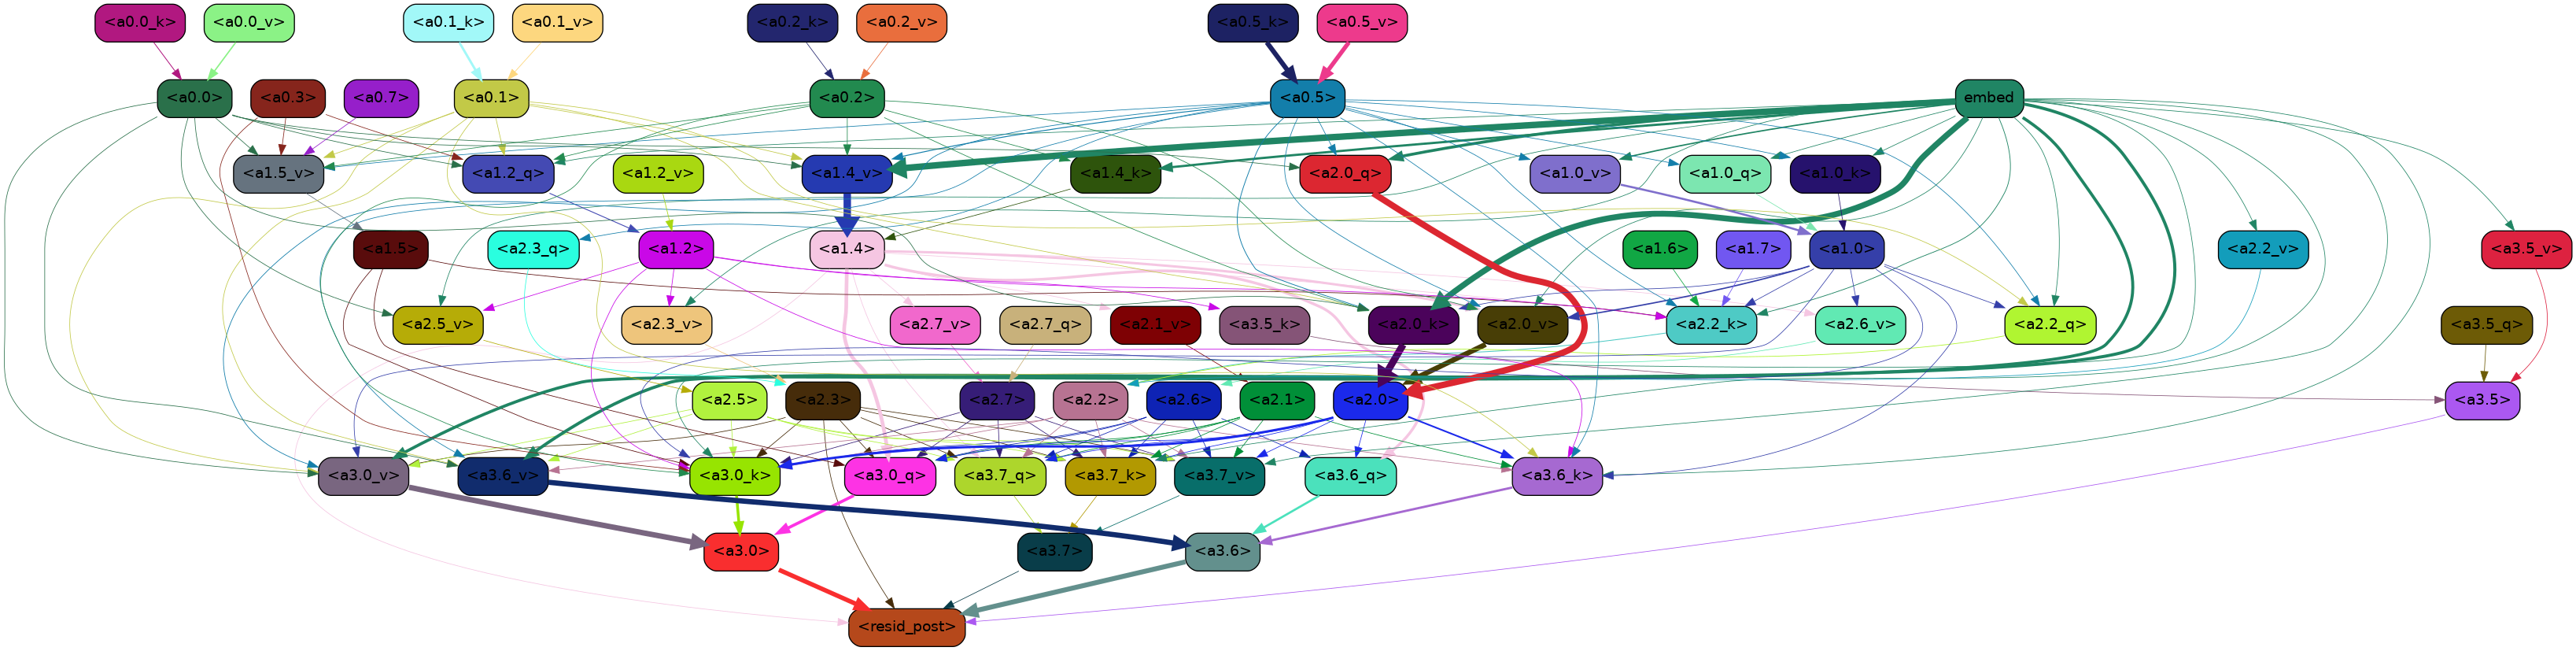 <a0.0_k> <a0.0_v> <a0.1_k> <a0.1_v> <a0.2_k> <a0.2_v> <a0.5_k> <a0.5_v>
<a0.0> <a0.3> <a0.7> <a0.1> <a0.2> <a0.5> embed
<a1.5_v> <a1.2_q> <a1.2_v> <a1.4_v> <a1.4_k> <a2.0_q> <a1.0_v> <a1.0_q> <a1.0_k>
<a1.5> <a2.3_q> <a1.2> <a1.4> <a1.6> <a1.7> <a1.0> <a2.2_v> <a3.5_v>
<a2.5_v> <a2.3_v> <a2.7_v> <a2.7_q> <a2.1_v> <a3.5_k> <a2.0_k> <a2.0_v> <a2.2_k> <a2.6_v> <a2.2_q> <a3.5_q>
<a2.5> <a2.3> <a2.7> <a2.2> <a2.6> <a2.1> <a2.0> <a3.5>
<a3.0_v> <a3.6_v> <a3.0_k> <a3.0_q> <a3.7_q> <a3.7_k> <a3.7_v> <a3.6_q> <a3.6_k>
<a3.0> <a3.7> <a3.6>
<resid_post>